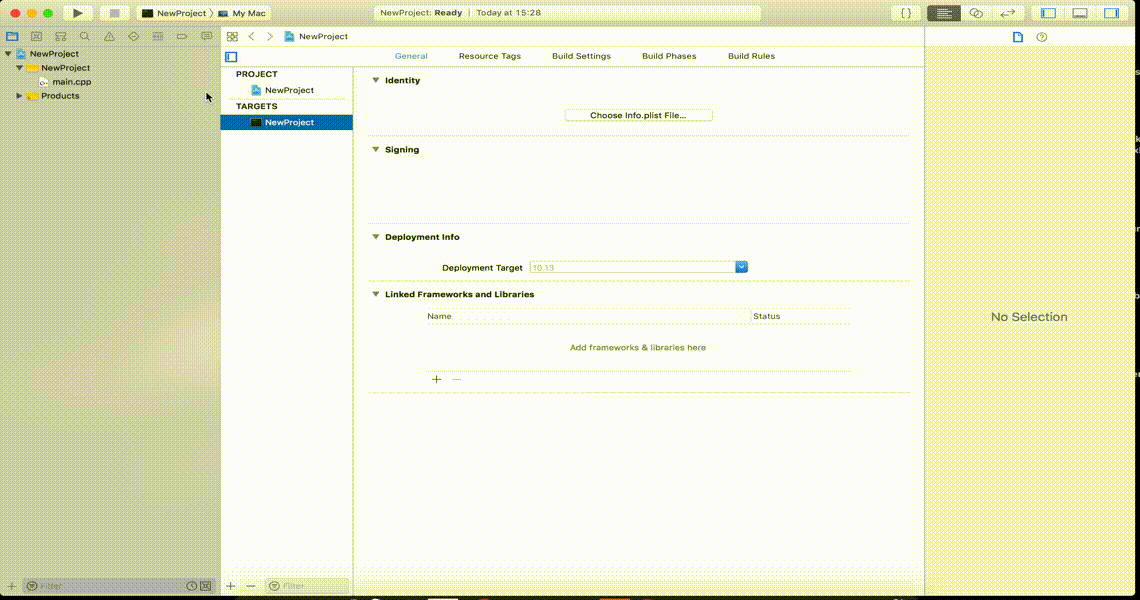 NewProject My Mac
NewProject: Ready | Today at 15:28
{ }
NewProject
NewProject
NewProject
main.cpp
Products
General Resource Tags Build Settings Build Phases Build Rules
PROJECT
NewProject
TARGETS
NewProject
Identity
Choose Info.plist File...
Signing
Deployment Info
Deployment Target 10.13
Linked Frameworks and Libraries
Name Status
Add frameworks & libraries here
No Selection
Filter
Filter